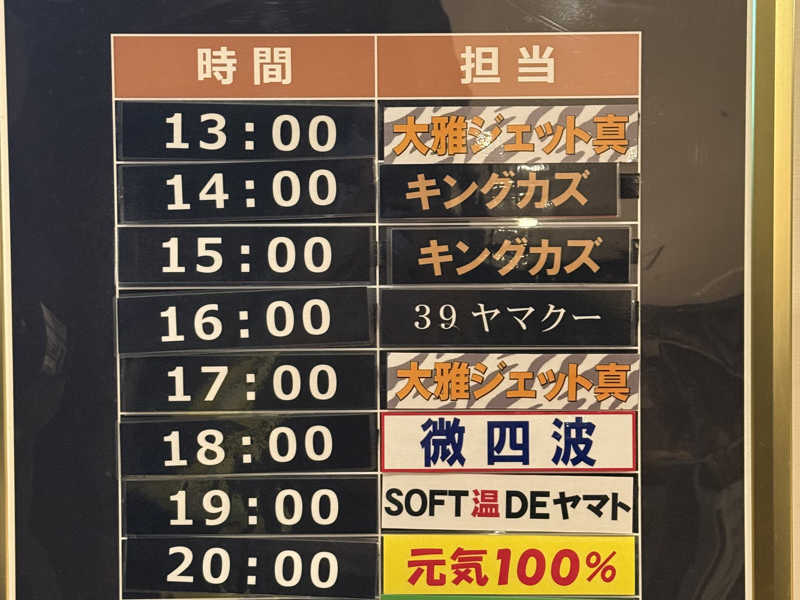 時間 担当
13:00 大雅ジェット真
14:00 キングカズ
15:00 キングカズ
16:00 39ヤマクー
17:00 大雅ジェット真
18:00 微四波
19:00 SOFT温DEヤマト
20:00 元気100%